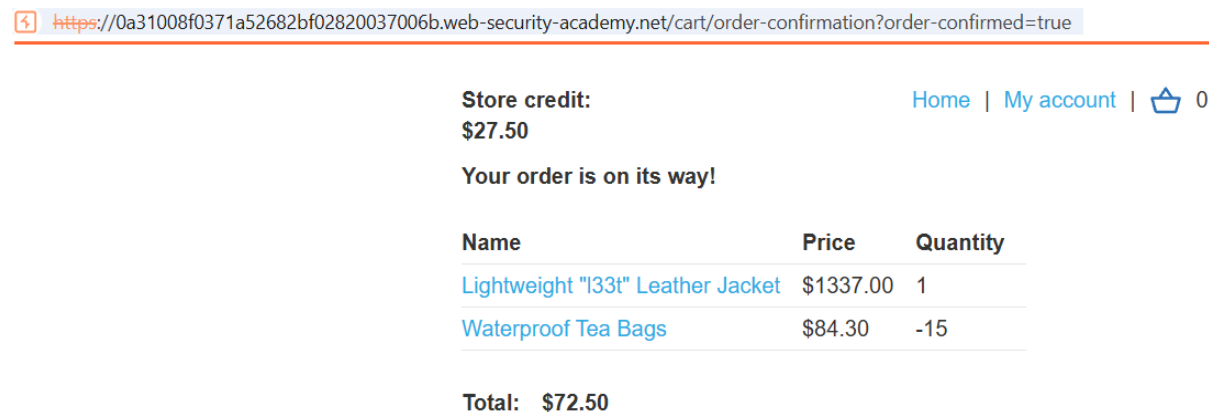 https://0a31008f0371a52682bf02820037006b.web-security-academy.net/cart/order-confirmation?order-confirmed=true
Store credit: Home | My account | 0
$27.50
Your order is on its way!
Name Price Quantity
Lightweight "l33t" Leather Jacket $1337.00 1
Waterproof Tea Bags $84.30 -15
Total: $72.50